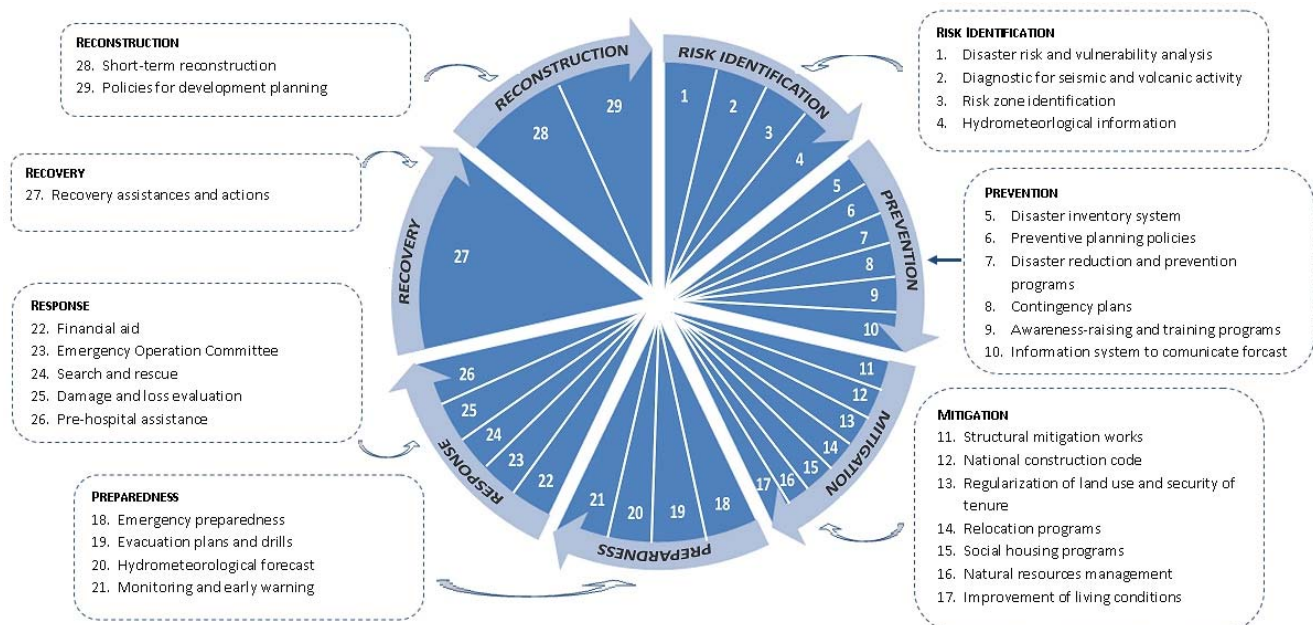 RECONSTRUCTION
28. Short-term reconstruction
29. Policies for development planning
RECOVERY
27. Recovery assistances and actions
RESPONSE
22. Financial aid
23. Emergency Operation Committee
24. Search and rescue
25. Damage and loss evaluation
26. Pre-hospital assistance
PREPAREDNESS
18. Emergency preparedness
19. Evacuation plans and drills
20. Hydrometeorological forecast
21. Monitoring and early warning
RISK IDENTIFICATION
1. Disaster risk and vulnerability analysis
2. Diagnostic for seismic and volcanic activity
3. Risk zone identification
4. Hydrometeorlogical information
PREVENTION
5. Disaster inventory system
6. Preventive planning policies
7. Disaster reduction and prevention
programs
8. Contingency plans
9. Awareness-raising and training programs
10. Information system to comunicate forcast
MITIGATION
11. Structural mitigation works
12. National construction code
13. Regularization of land use and security of
tenure
14. Relocation programs
15. Social housing programs
16. Natural resources management
17. Improvement of living conditions
RISK IDENTIFICATION
1
2
3
4
PREVENTION
5
6
7
8
9
10
MITIGATION
11
12
13
14
15
16
17
PREPARDNESS
18
19
20
21
RESPONSE
22
23
24
25
26
RECOVERY
27
RECONSTRUCTION
28
29